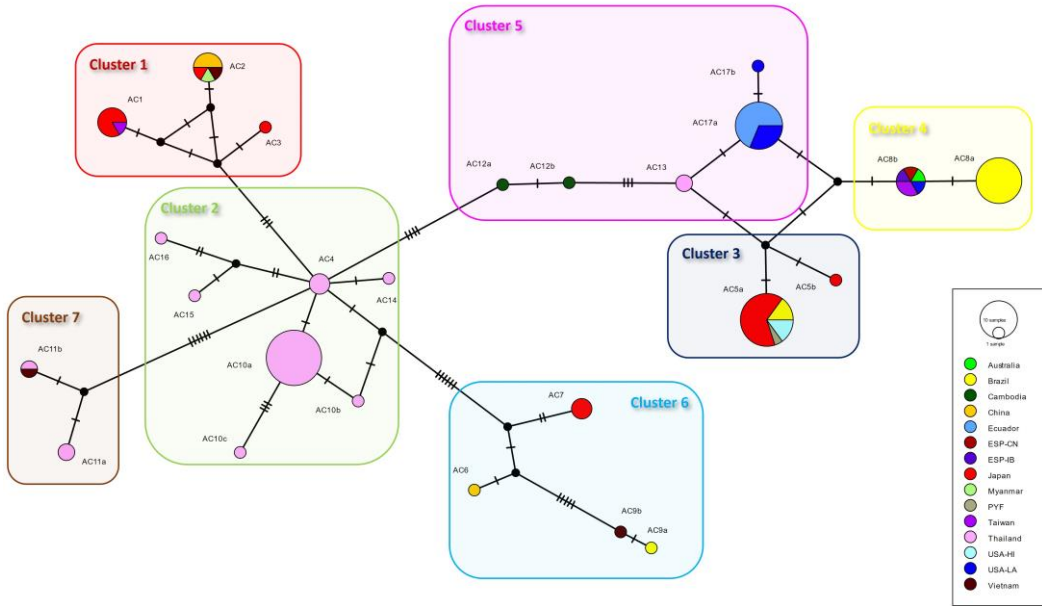 Cluster 1
AC2
AC1
AC3
Cluster 5
AC17b
AC17a
AC12a
AC12b
AC13
Cluster 4
AC8b
AC8a
Cluster 2
AC16
AC4
AC15
AC14
AC10a
AC10b
AC10c
Cluster 3
AC5b
AC5a
Cluster 7
AC11b
AC11a
Cluster 6
AC7
AC6
AC9b
AC9a
10 samples
1 sample
Australia
Brazil
Cambodia
China
Ecuador
ESP-CN
ESP-IB
Japan
Myanmar
PYF
Taiwan
Thailand
USA-HI
USA-LA
Vietnam